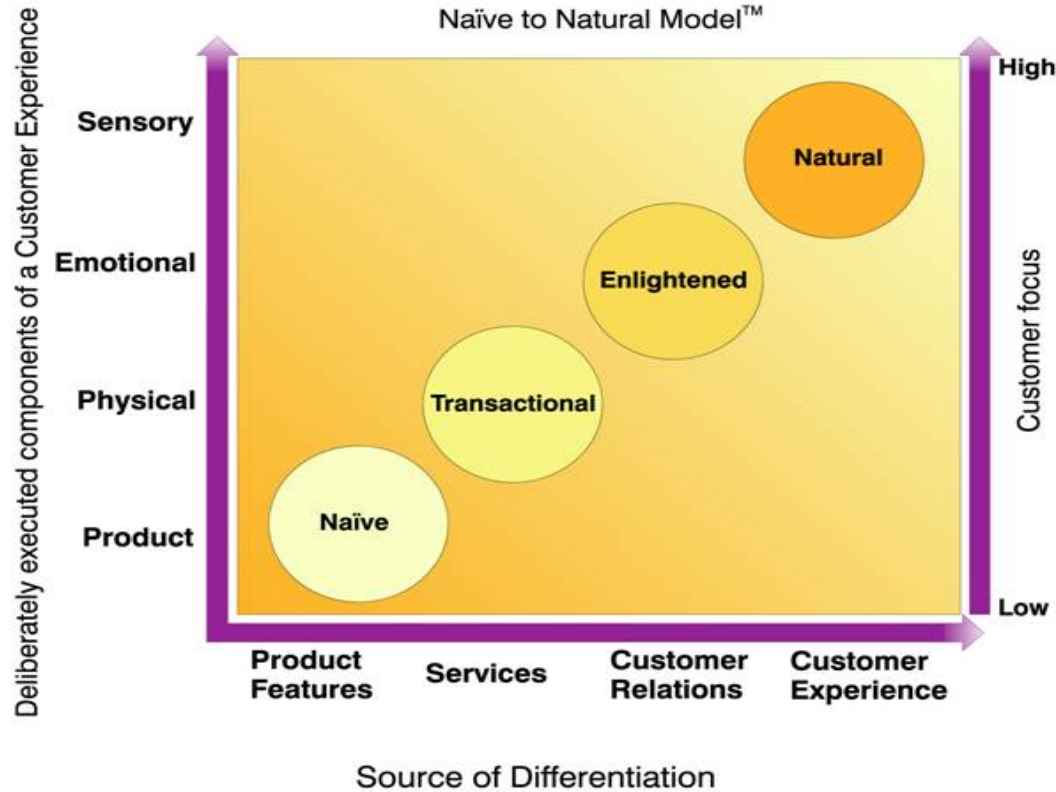 Naïve to Natural Model™
Deliberately executed components of a Customer Experience
High
Sensory
Natural
Emotional
Enlightened
Customer focus
Physical
Transactional
Naïve
Product
Low
Product
Features
Services
Customer
Relations
Customer
Experience
Source of Differentiation